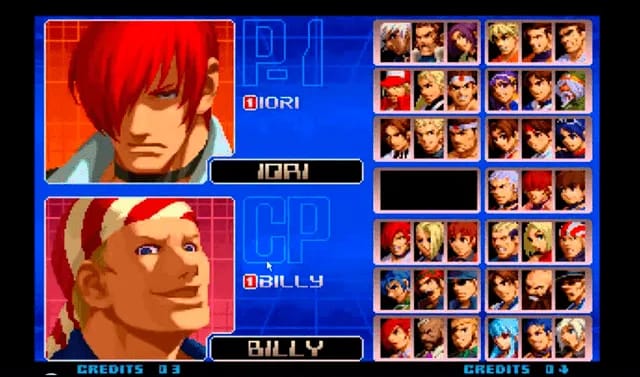 P-1
1IORI
IORI
CP
1BILLY
BILLY
CREDITS 03
CREDITS 04